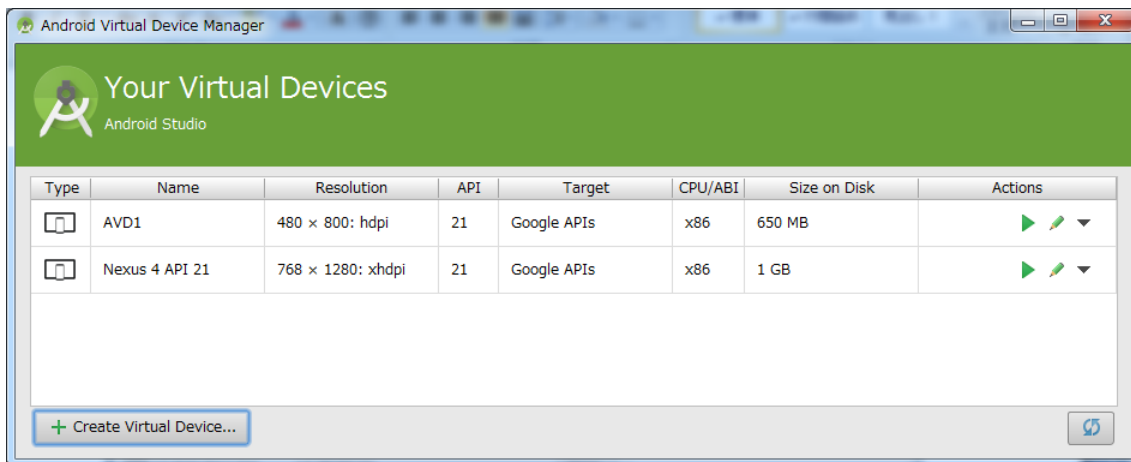 Android Virtual Device Manager
Your Virtual Devices
Android Studio
Type Name Resolution API Target CPU/ABI Size on Disk Actions
AVD1 480 × 800: hdpi 21 Google APIs x86 650 MB
Nexus 4 API 21 768 × 1280: xhdpi 21 Google APIs x86 1 GB
Create Virtual Device...